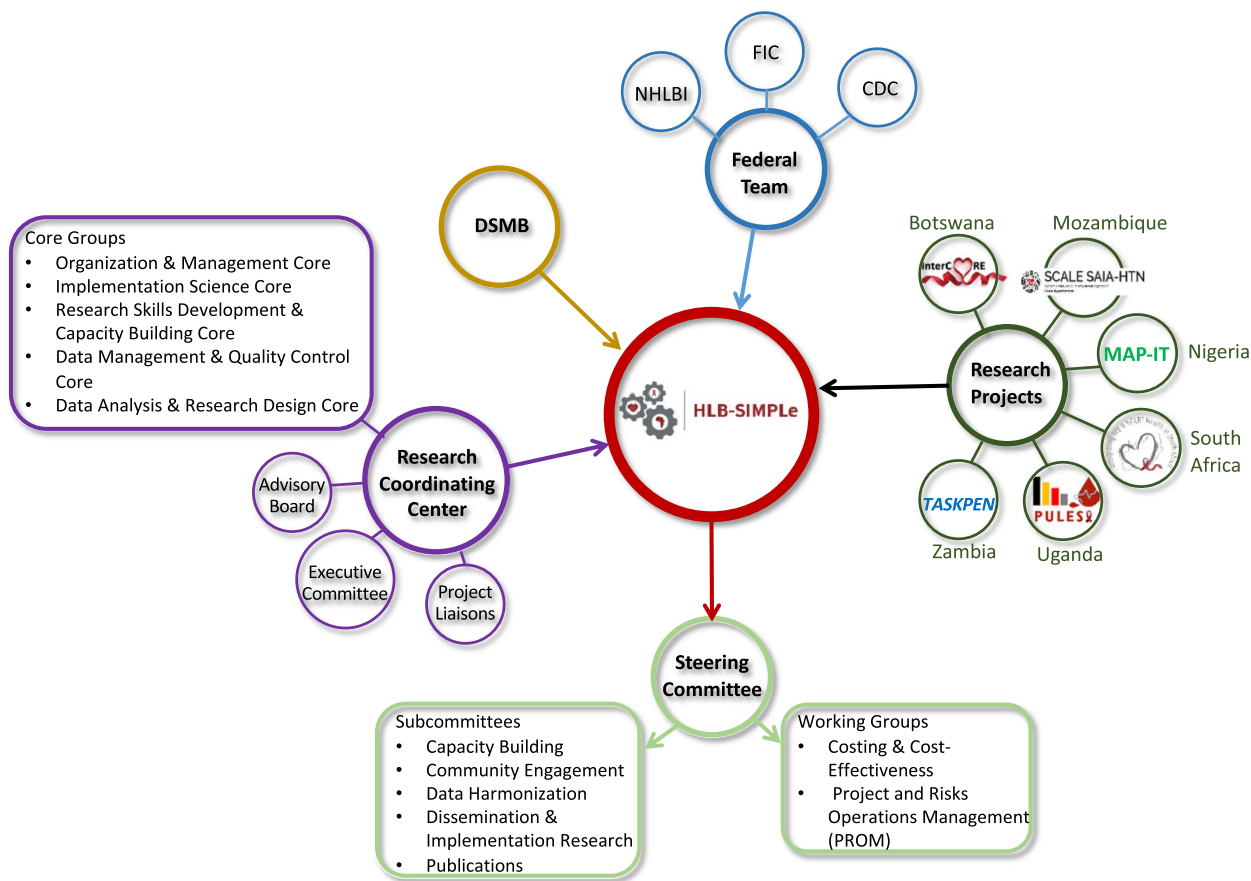 FIC
NHLBI
CDC
Federal
Team
DSMB
Core Groups
• Organization & Management Core
• Implementation Science Core
• Research Skills Development &
Capacity Building Core
• Data Management & Quality Control
Core
• Data Analysis & Research Design Core
Research
Coordinating
Center
Advisory
Board
Executive
Committee
Project
Liaisons
HLB-SIMPLe
Botswana
InterCORE
Mozambique
SCALE SAIA-HTN
MAP-IT
Nigeria
Research
Projects
South
Africa
TASKPEN
Zambia
PULESA
Uganda
Steering
Committee
Subcommittees
• Capacity Building
• Community Engagement
• Data Harmonization
• Dissemination &
Implementation Research
• Publications
Working Groups
• Costing & Cost-
Effectiveness
• Project and Risks
Operations Management
(PROM)